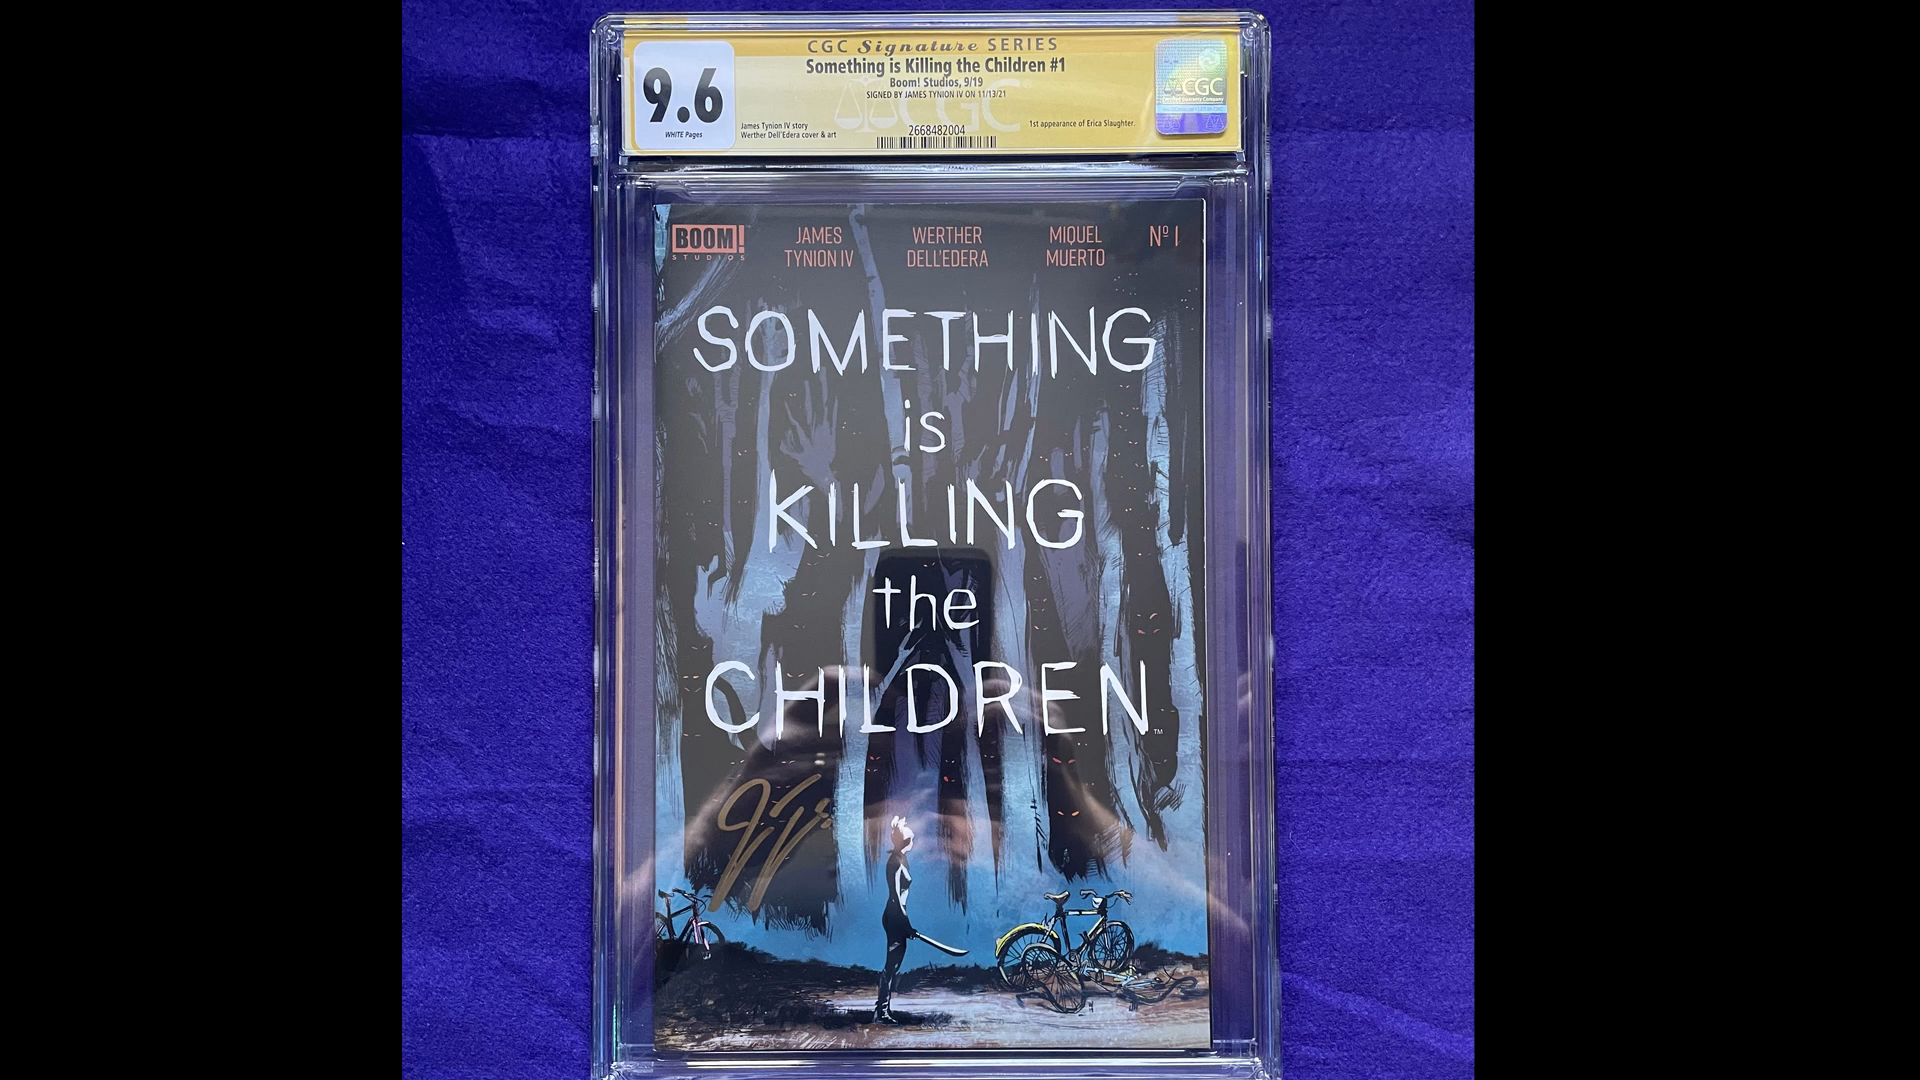 CGC Signature SERIES
Something is Killing the Children #1
Boom! Studios, 9/19
SIGNED BY JAMES TYNION IV ON 11/13/21
9.6
WHITE Pages
James Tynion IV story
Werther Dell'Edera cover & art
2668482004
1st appearance of Erica Slaughter.
CGC
BOOM!
STUDIOS
JAMES
TYNION IV
WERTHER
DELL'EDERA
MIQUEL
MUERTO
Nº 1
SOMETHING
is
KILLING
the
CHILDREN
TM